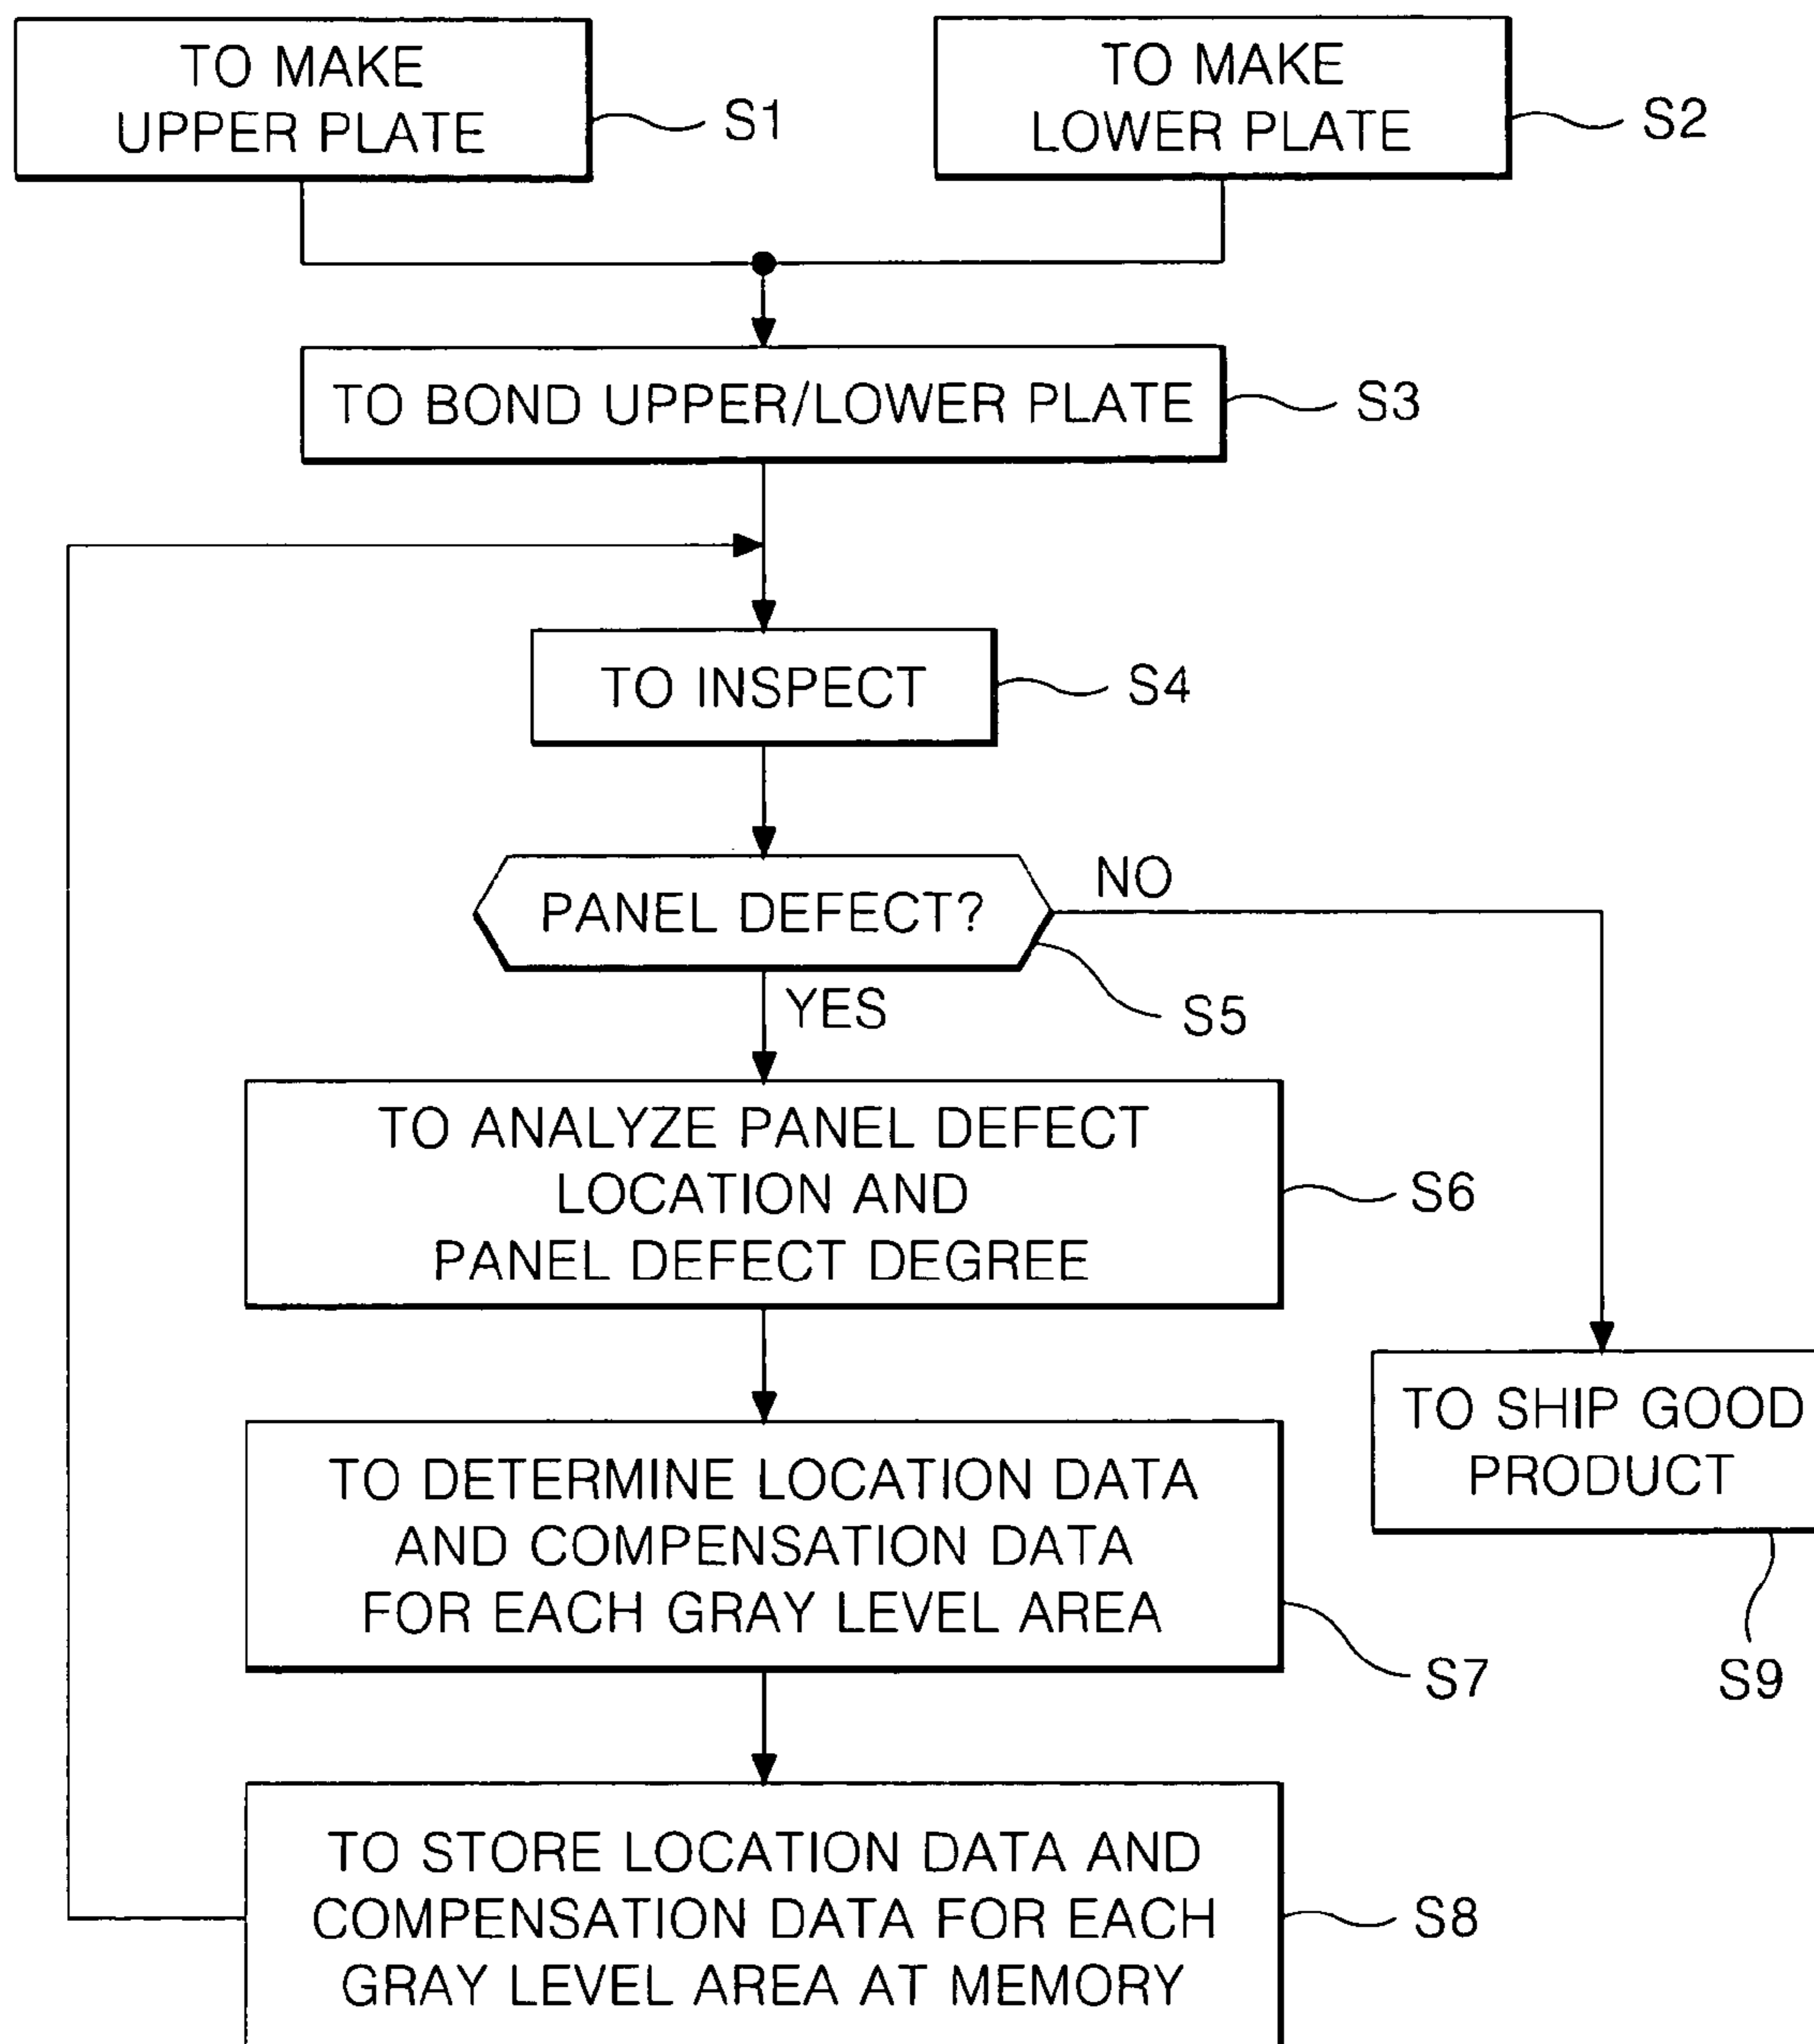 TO MAKE
UPPER PLATE
S1
TO MAKE
LOWER PLATE
S2
TO BOND UPPER/LOWER PLATE
S3
TO INSPECT
S4
PANEL DEFECT?
NO
YES
S5
TO ANALYZE PANEL DEFECT
LOCATION AND
PANEL DEFECT DEGREE
S6
TO SHIP GOOD
PRODUCT
S9
TO DETERMINE LOCATION DATA
AND COMPENSATION DATA
FOR EACH GRAY LEVEL AREA
S7
TO STORE LOCATION DATA AND
COMPENSATION DATA FOR EACH
GRAY LEVEL AREA AT MEMORY
S8